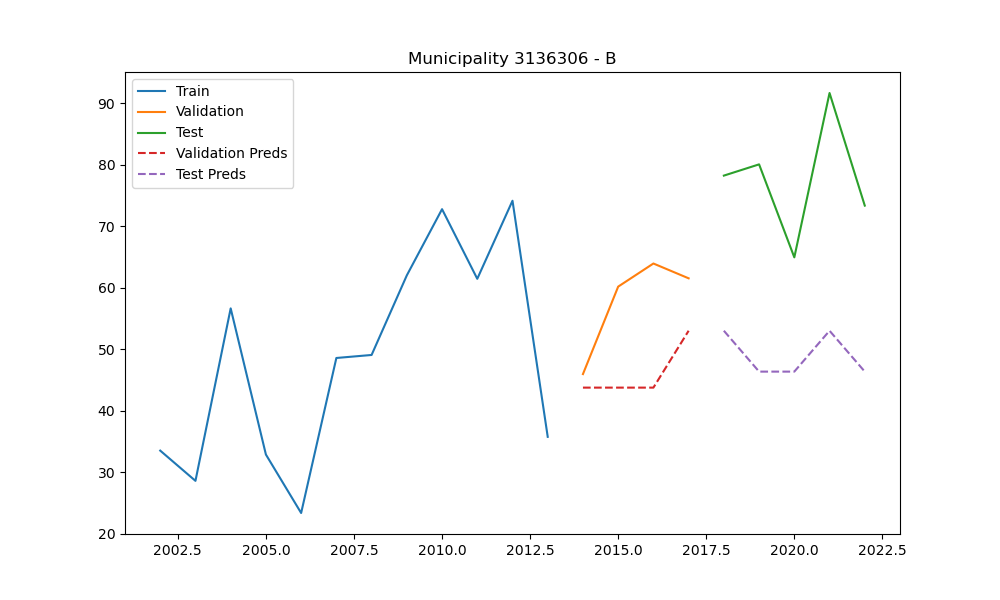 Municipality 3136306 - B
Train
Validation
Test
Validation Preds
Test Preds
90
80
70
60
50
40
30
20
2002.5 2005.0 2007.5 2010.0 2012.5 2015.0 2017.5 2020.0 2022.5